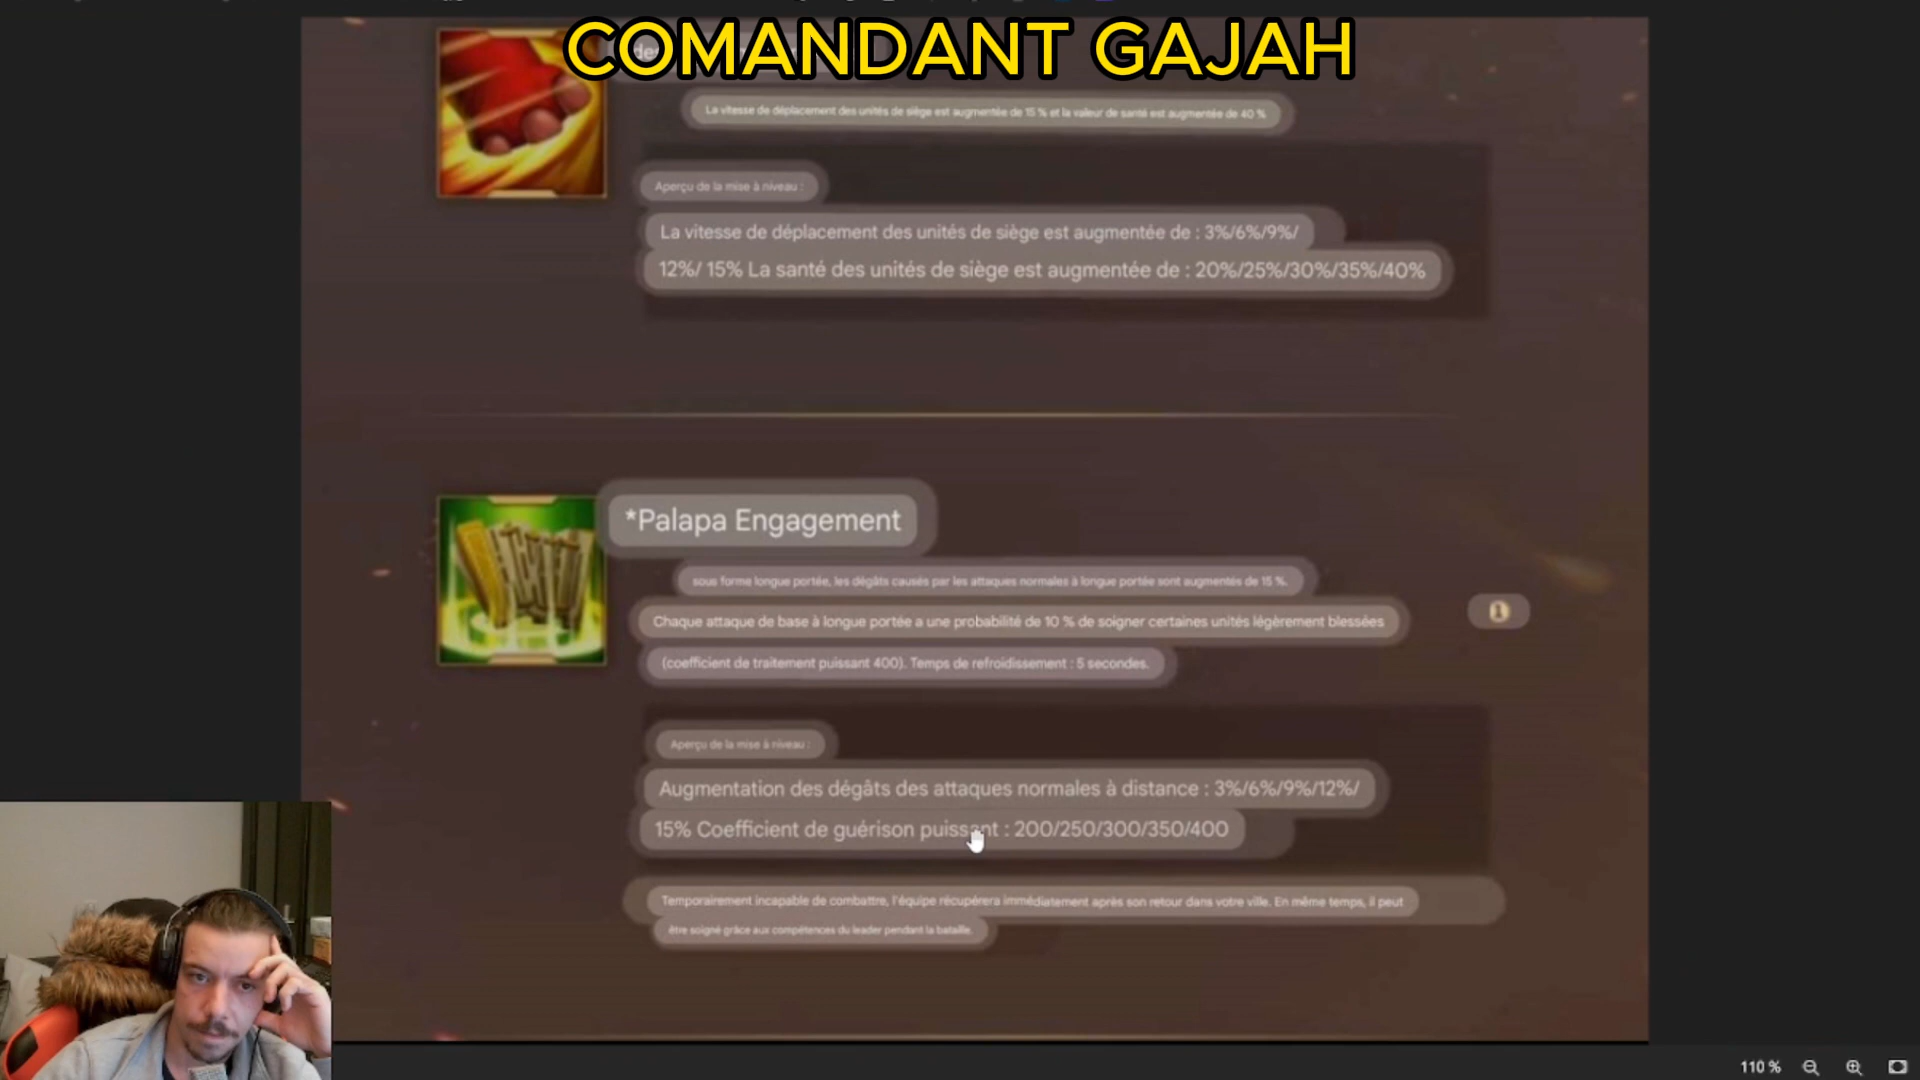 COMANDANT GAJAH
La vitesse de déplacement des unités de siège est augmentée de 15 % et la valeur de santé est augmentée de 40 %
Aperçu de la mise à niveau :
La vitesse de déplacement des unités de siège est augmentée de : 3%/6%/9%/
12%/ 15% La santé des unités de siège est augmentée de : 20%/25%/30%/35%/40%
*Palapa Engagement
sous forme longue portée, les dégâts causés par les attaques normales à longue portée sont augmentés de 15 %.
Chaque attaque de base à longue portée a une probabilité de 10 % de soigner certaines unités légèrement blessées
(coefficient de traitement puissant 400). Temps de refroidissement : 5 secondes.
1
Aperçu de la mise à niveau :
Augmentation des dégâts des attaques normales à distance : 3%/6%/9%/12%/
15% Coefficient de guérison puissant : 200/250/300/350/400
Temporairement incapable de combattre, l'équipe récupérera immédiatement après son retour dans votre ville. En même temps, il peut
être soigné grâce aux compétences du leader pendant la bataille.
110 %